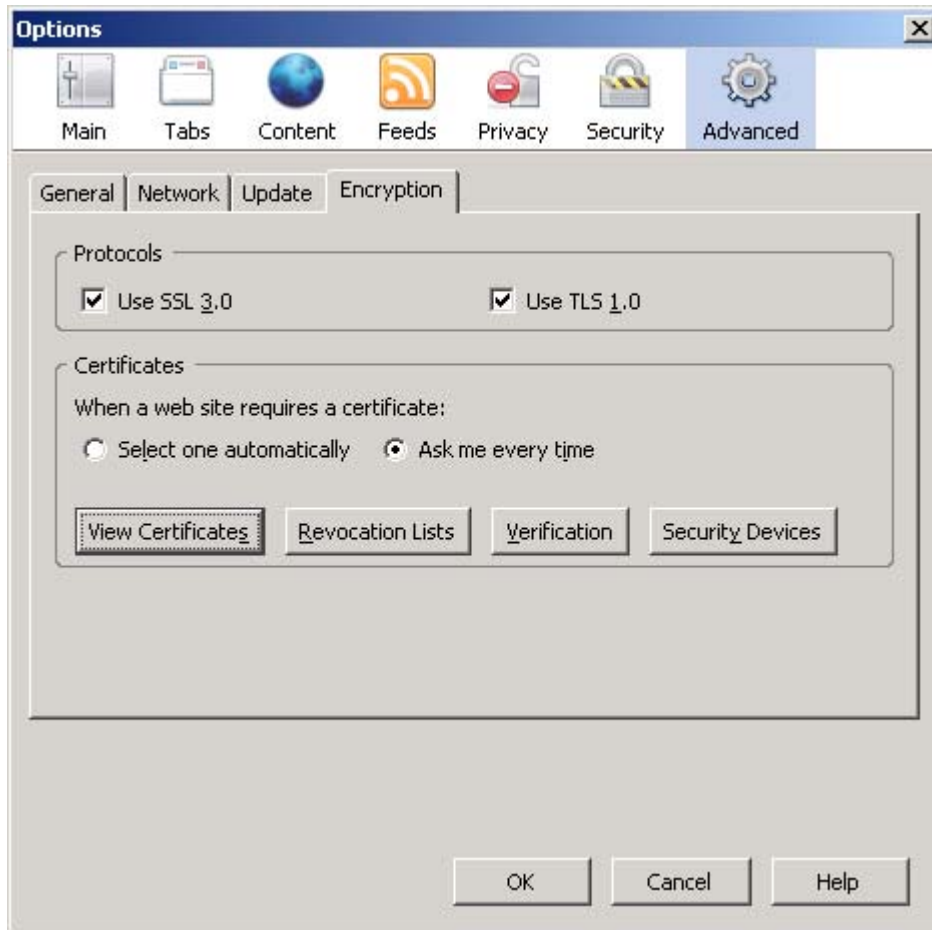 Options
Main Tabs Content Feeds Privacy Security Advanced
General Network Update Encryption
Protocols
Use SSL 3.0 Use TLS 1.0
Certificates
When a web site requires a certificate:
Select one automatically Ask me every time
View Certificates Revocation Lists Verification Security Devices
OK Cancel Help